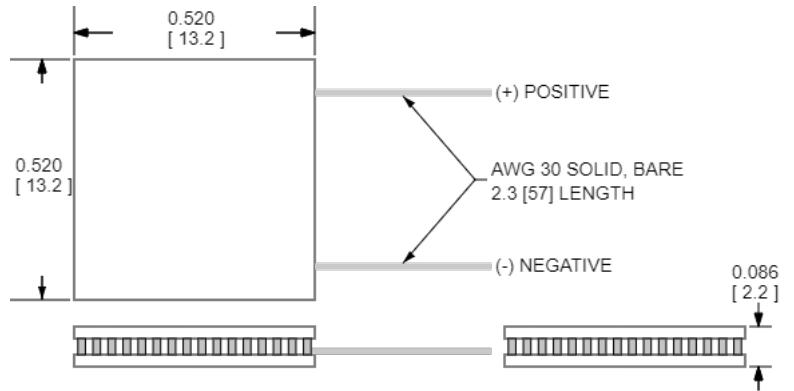 0.520
[ 13.2 ]
(+) POSITIVE
0.520
[ 13.2 ]
AWG 30 SOLID, BARE
2.3 [57] LENGTH
(-) NEGATIVE
0.086
[ 2.2 ]